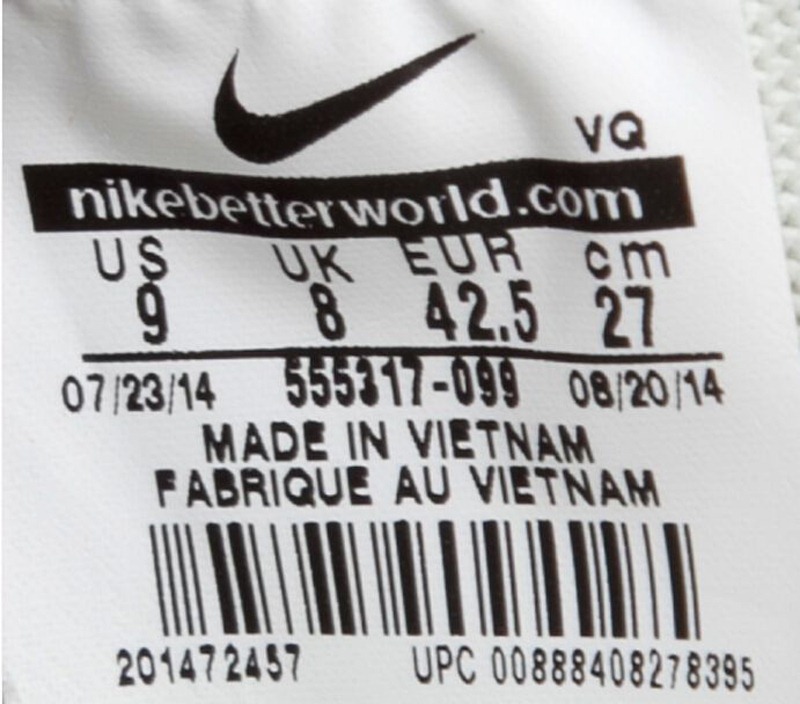 VQ
nikebetterworld.com
US UK EUR cm
9 8 42.5 27
07/23/14 555317-099 08/20/14
MADE IN VIETNAM
FABRIQUE AU VIETNAM
201472457 UPC 00888408278395